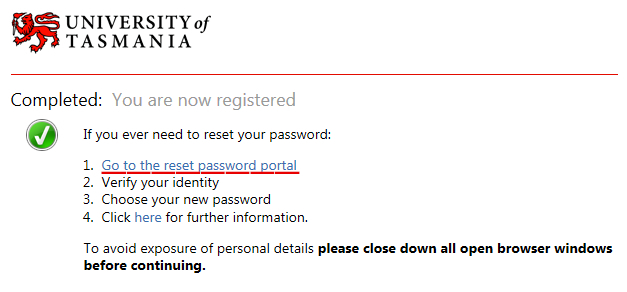 UNIVERSITY of
TASMANIA
Completed: You are now registered
If you ever need to reset your password:
1. Go to the reset password portal
2. Verify your identity
3. Choose your new password
4. Click here for further information.
To avoid exposure of personal details please close down all open browser windows
before continuing.